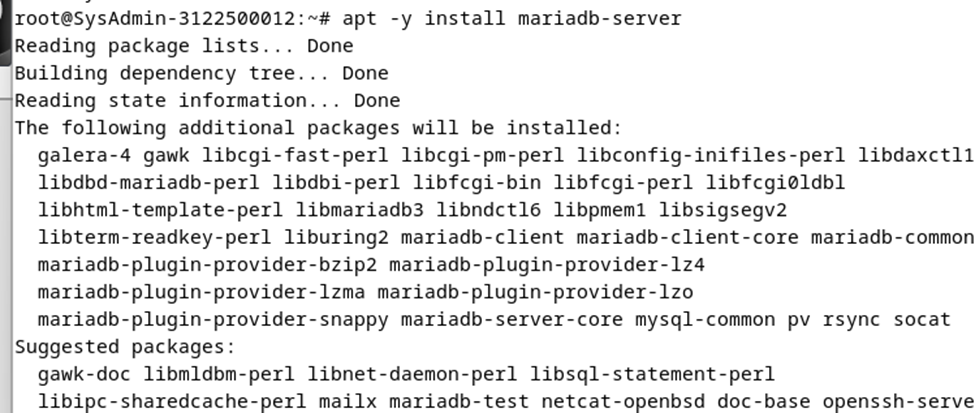 root@SysAdmin-3122500012:~# apt -y install mariadb-server
Reading package lists... Done
Building dependency tree... Done
Reading state information... Done
The following additional packages will be installed:
  galera-4 gawk libcgi-fast-perl libcgi-pm-perl libconfig-inifiles-perl libdaxctl1
  libdbd-mariadb-perl libdbi-perl libfcgi-bin libfcgi-perl libfcgi0ldbl
  libhtml-template-perl libmariadb3 libndctl6 libpmem1 libsigsegv2
  libterm-readkey-perl liburing2 mariadb-client mariadb-client-core mariadb-common
  mariadb-plugin-provider-bzip2 mariadb-plugin-provider-lz4
  mariadb-plugin-provider-lzma mariadb-plugin-provider-lzo
  mariadb-plugin-provider-snappy mariadb-server-core mysql-common pv rsync socat
Suggested packages:
  gawk-doc libmldbm-perl libnet-daemon-perl libsql-statement-perl
  libipc-sharedcache-perl mailx mariadb-test netcat-openbsd doc-base openssh-serve